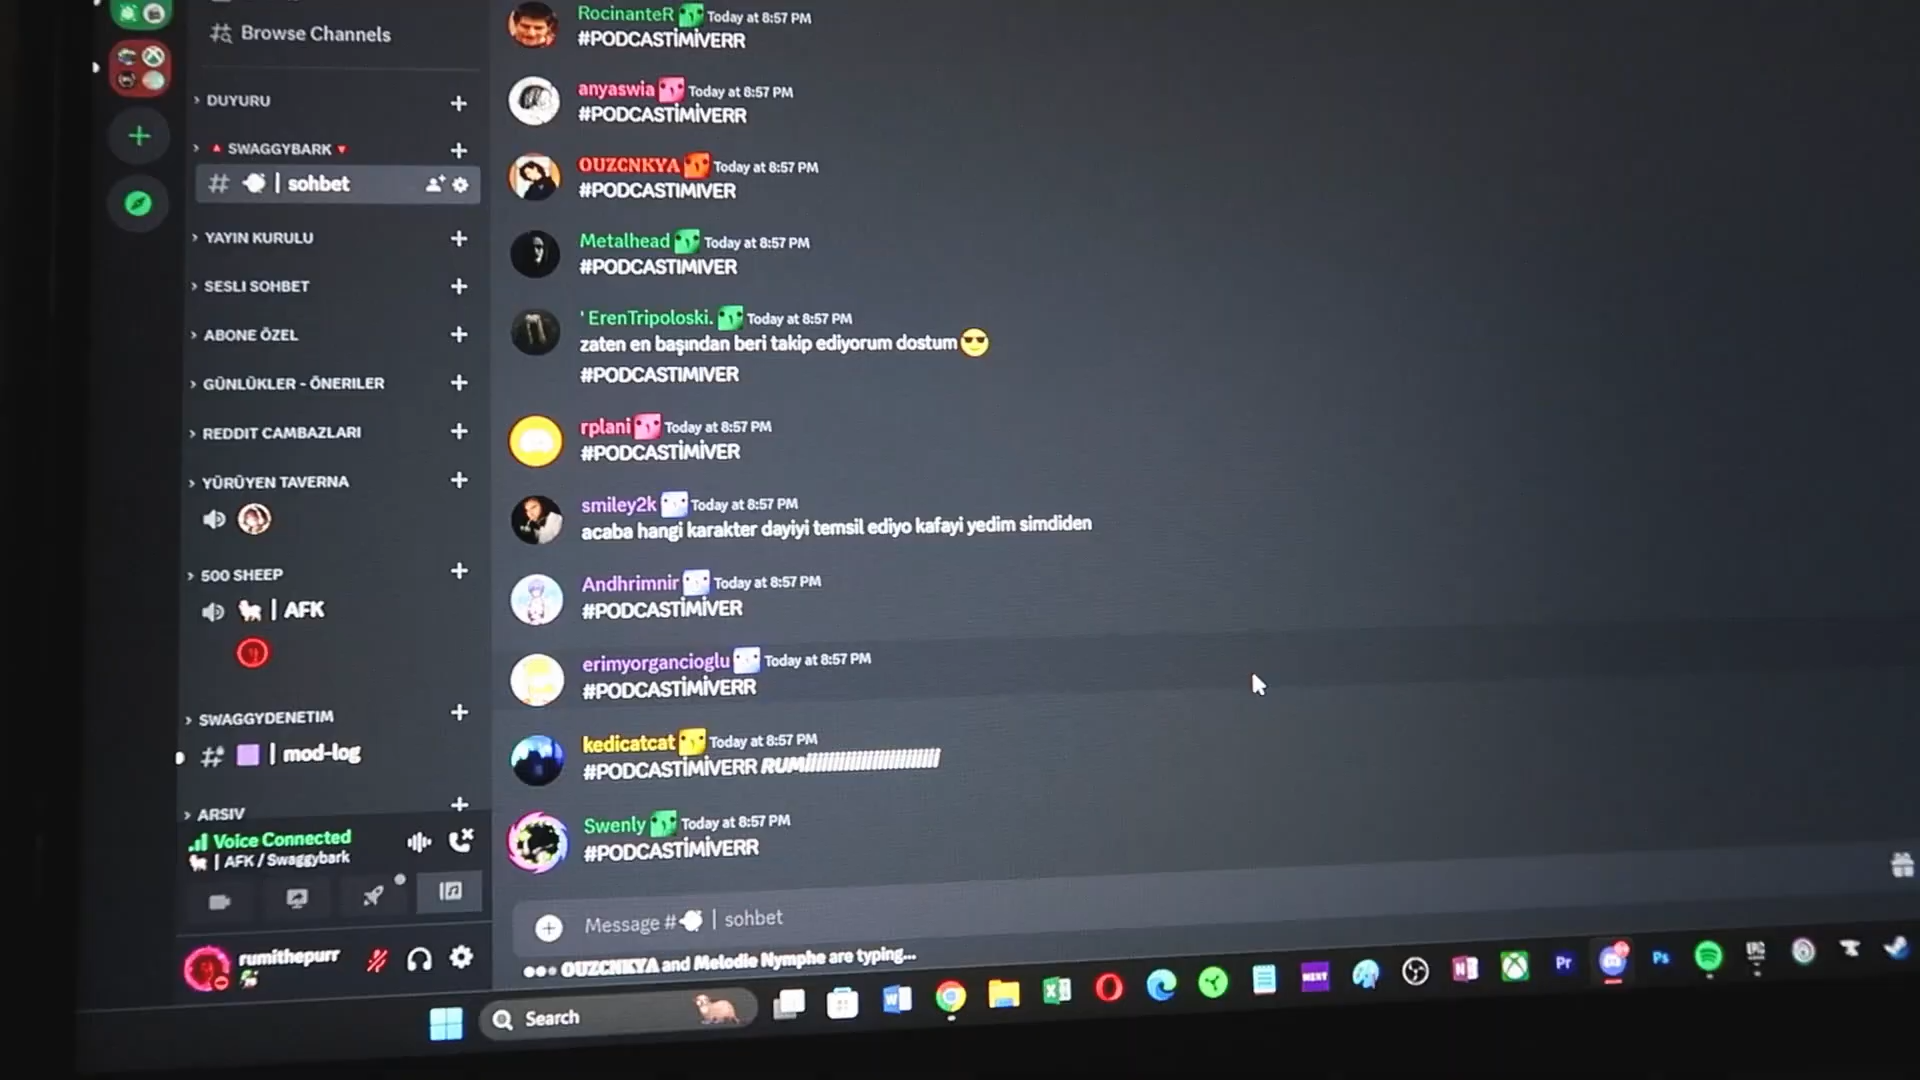 Browse Channels
DUYURU
SWAGGYBARK
# | sohbet
YAYIN KURULU
SESLI SOHBET
ABONE ÖZEL
GÜNLÜKLER - ÖNERILER
REDDIT CAMBAZLARI
YÜRÜYEN TAVERNA
500 SHEEP
| AFK
SWAGGYDENETIM
# | mod-log
ARSIV
Voice Connected
| AFK / Swaggybark
rumithepurr
RocinanteR Today at 8:57 PM
#PODCASTİMİVERR
anyaswia Today at 8:57 PM
#PODCASTİMİVERR
OUZCNKYA Today at 8:57 PM
#PODCASTIMIVER
Metalhead Today at 8:57 PM
#PODCASTIMIVER
' ErenTripoloski. Today at 8:57 PM
zaten en başından beri takip ediyorum dostum 😎
#PODCASTIMIVER
rplani Today at 8:57 PM
#PODCASTİMİVER
smiley2k Today at 8:57 PM
acaba hangi karakter dayiyi temsil ediyo kafayi yedim simdiden
Andhrimnir Today at 8:57 PM
#PODCASTİMİVER
erimyorgancioglu Today at 8:57 PM
#PODCASTİMİVERR
kedicatcat Today at 8:57 PM
#PODCASTİMİVERR
Swenly Today at 8:57 PM
#PODCASTİMİVERR
Message # | sohbet
OUZCNKYA and Melodie Nymphe are typing...
Search
NEXT
Pr
Ps
EPIC